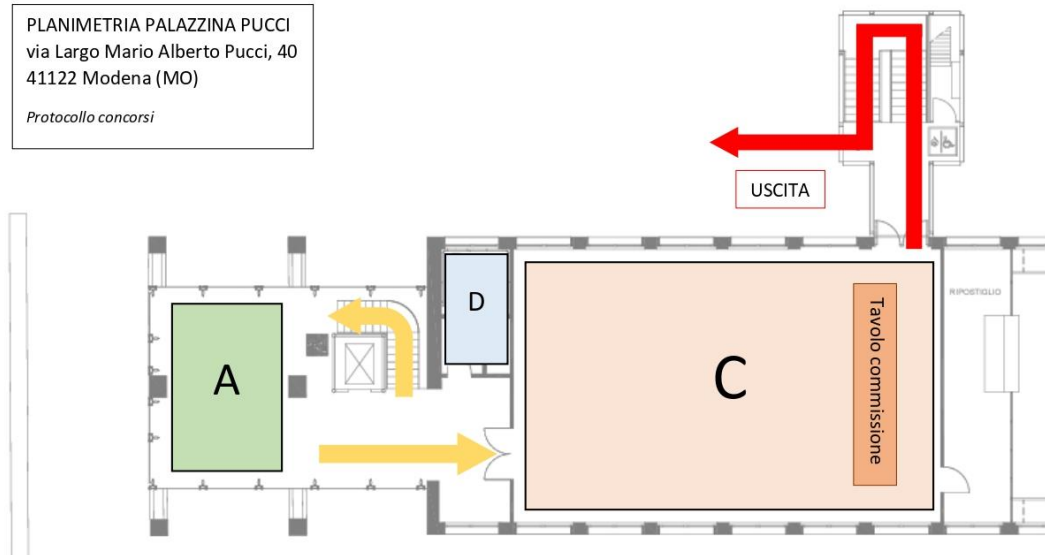 PLANIMETRIA PALAZZINA PUCCI
via Largo Mario Alberto Pucci, 40
41122 Modena (MO)
Protocollo concorsi
USCITA
RIPOSTIGLIO
D
A
C
Tavolo commissione